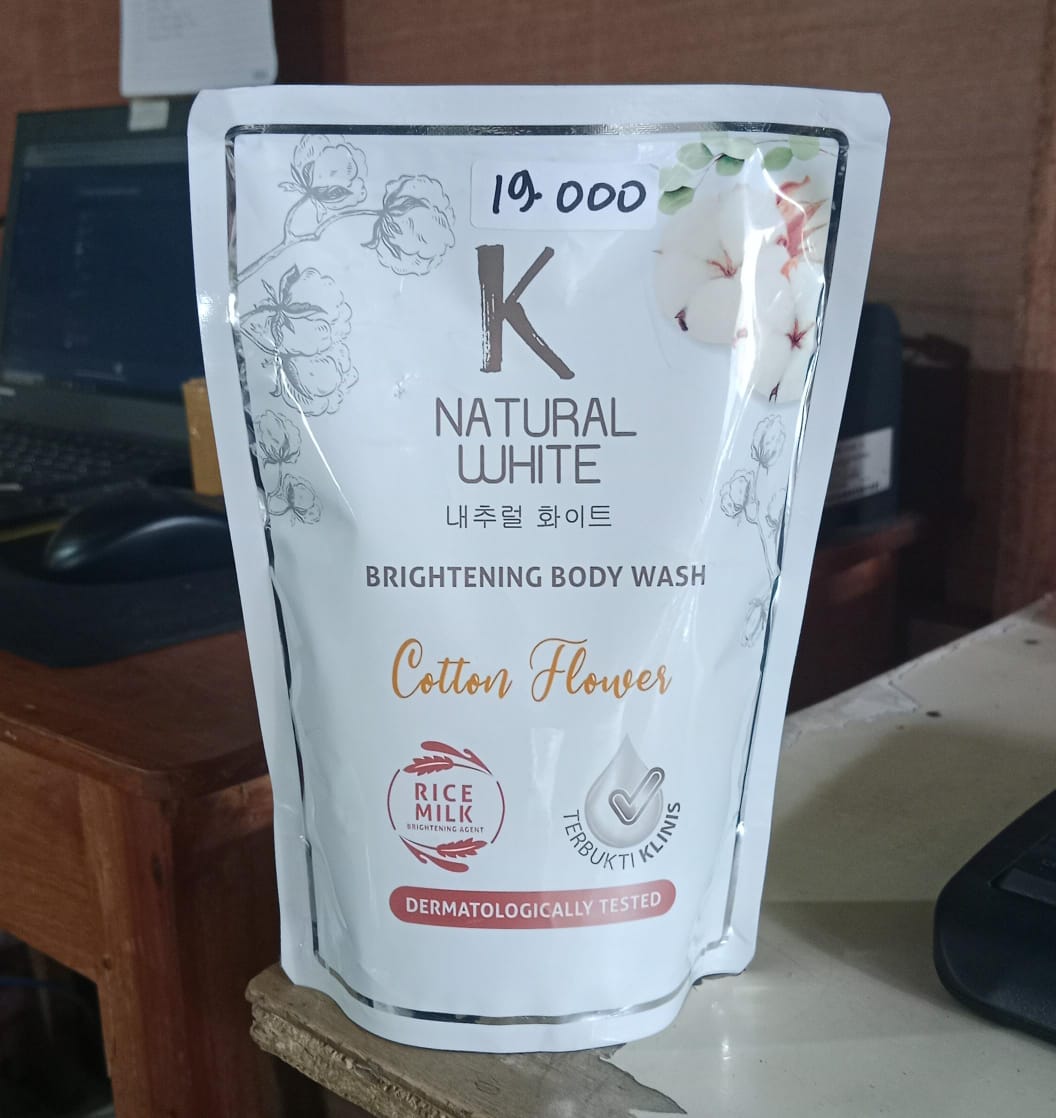 19.000
K
NATURAL
WHITE
내추럴 화이트
BRIGHTENING BODY WASH
Cotton Flower
RICE
MILK
BRIGHTENING AGENT
TERBUKTI KLINIS
DERMATOLOGICALLY TESTED